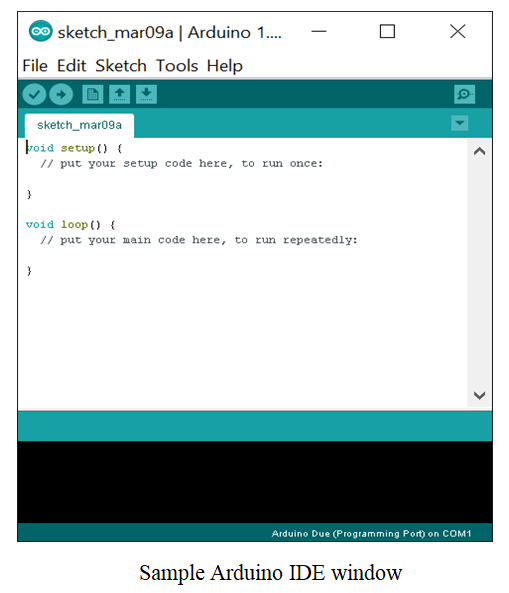 sketch_mar09a | Arduino 1....
File Edit Sketch Tools Help
sketch_mar09a
void setup() {
// put your setup code here, to run once:
}
void loop() {
// put your main code here, to run repeatedly:
}
Arduino Due (Programming Port) on COM1
Sample Arduino IDE window